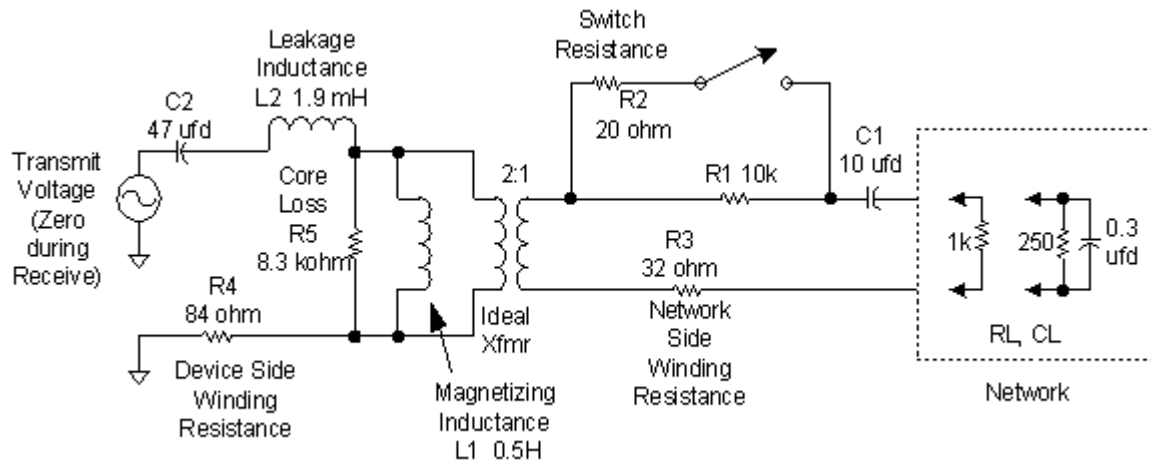 Switch
Resistance
R2
20 ohm
Leakage
Inductance
L2 1.9 mH
C2
47 ufd
Transmit
Voltage
(Zero
during
Receive)
Core
Loss
R5
8.3 kohm
2:1
Ideal
Xfmr
R1 10k
C1
10 ufd
R3
32 ohm
Network
Side
Winding
Resistance
R4
84 ohm
Device Side
Winding
Resistance
Magnetizing
Inductance
L1 0.5H
1k
250
0.3
ufd
RL, CL
Network